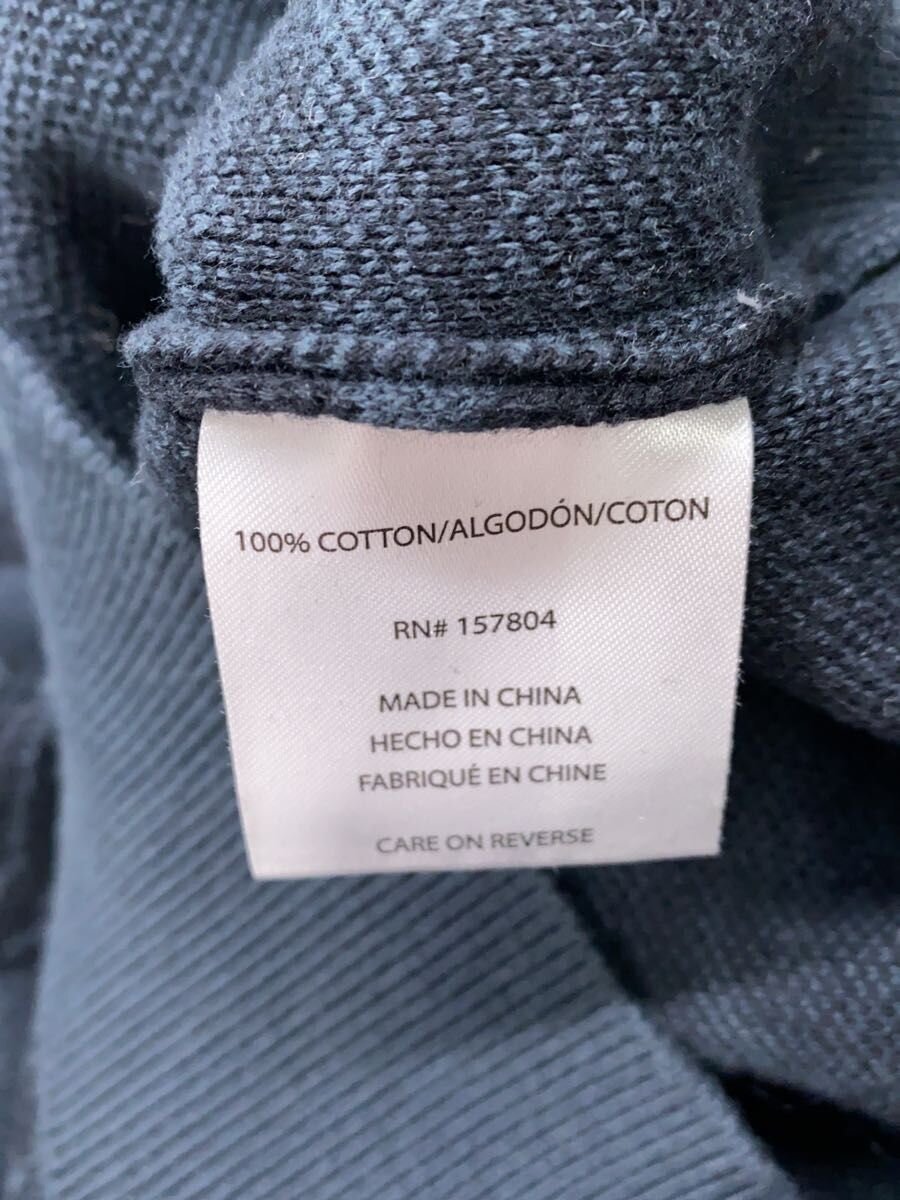 100% COTTON/ALGODÓN/COTON
RN# 157804
MADE IN CHINA
HECHO EN CHINA
FABRIQUÉ EN CHINE
CARE ON REVERSE